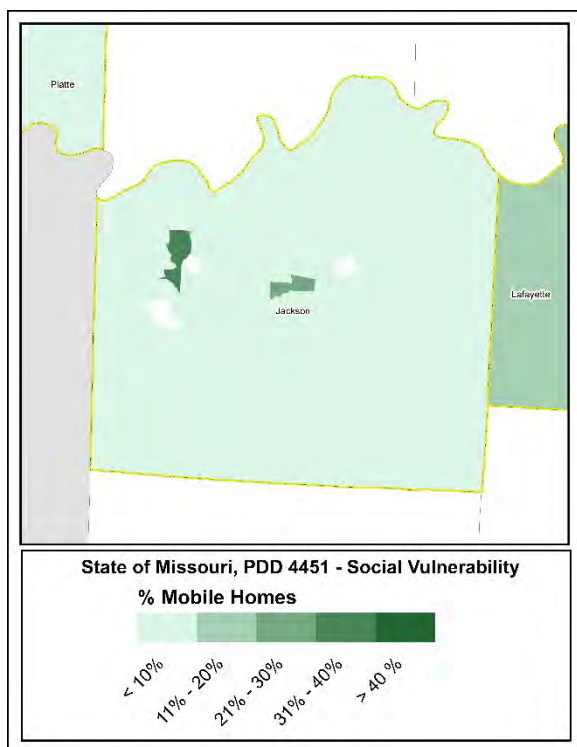 Platte
Lafayette
Jackson
State of Missouri, PDD 4451 - Social Vulnerability
% Mobile Homes
< 10%
11% - 20%
21% - 30%
31% - 40%
> 40 %